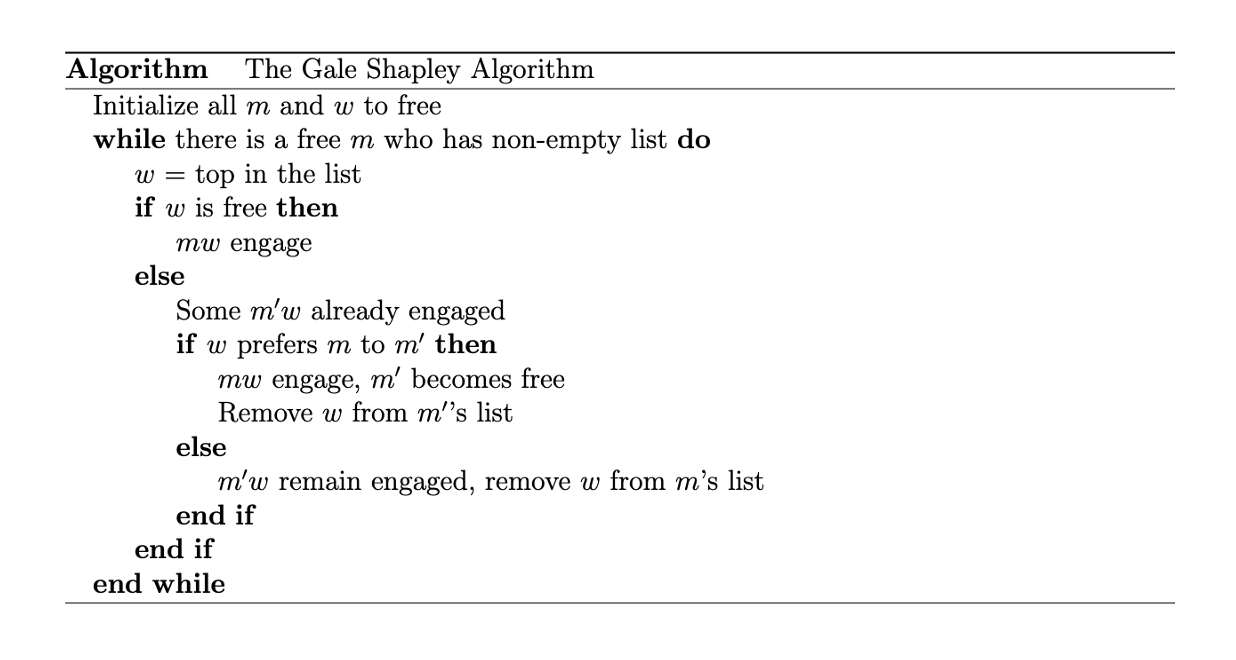 Algorithm The Gale Shapley Algorithm
Initialize all m and w to free
while there is a free m who has non-empty list do
w = top in the list
if w is free then
mw engage
else
Some m′w already engaged
if w prefers m to m′ then
mw engage, m′ becomes free
Remove w from m′'s list
else
m′w remain engaged, remove w from m's list
end if
end if
end while